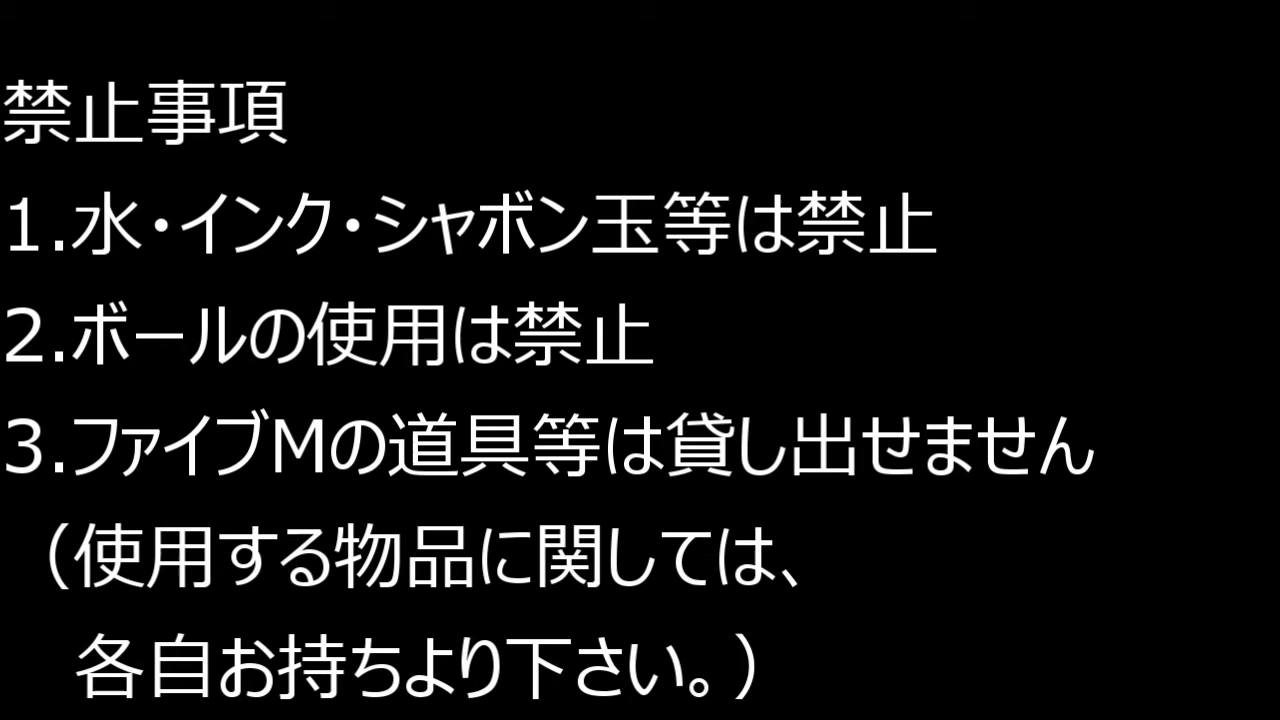 禁止事項
1.水・インク・シャボン玉等は禁止
2.ボールの使用は禁止
3.ファイブMの道具等は貸し出せません
（使用する物品に関しては、
各自お持ちより下さい。）